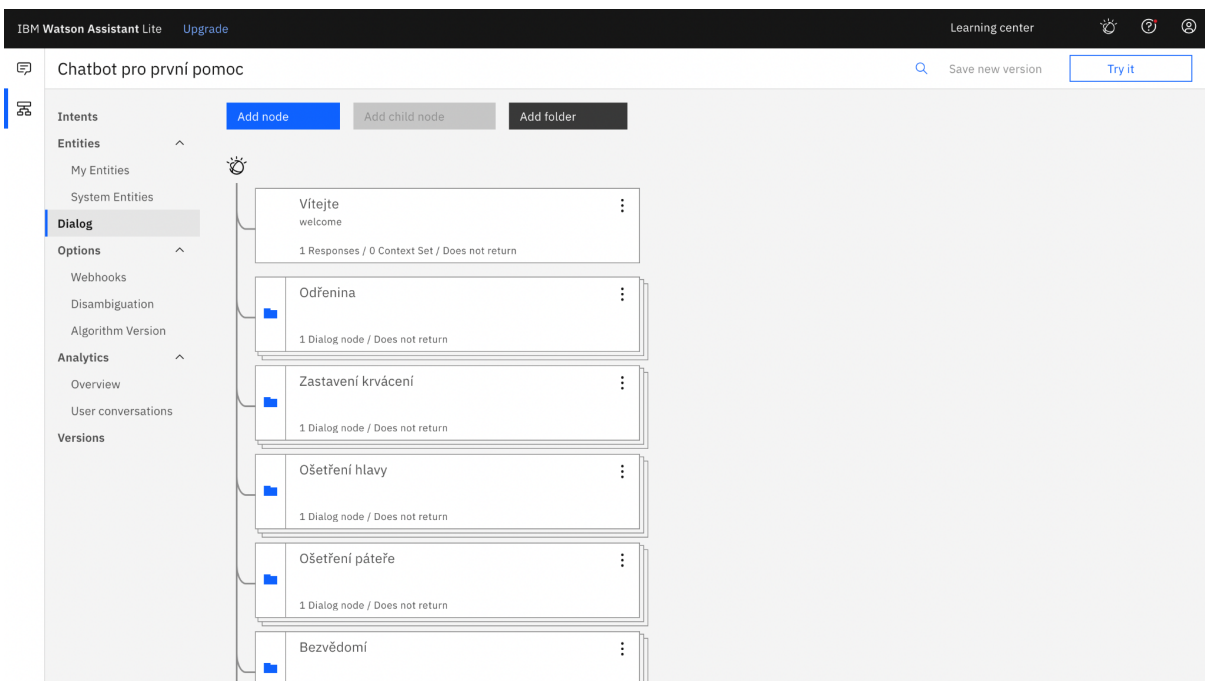 IBM Watson Assistant Lite Upgrade Learning center
Chatbot pro první pomoc Save new version Try it
Intents
Entities
My Entities
System Entities
Dialog
Options
Webhooks
Disambiguation
Algorithm Version
Analytics
Overview
User conversations
Versions
Add node Add child node Add folder
Vítejte
welcome
1 Responses / 0 Context Set / Does not return
Odřenina
1 Dialog node / Does not return
Zastavení krvácení
1 Dialog node / Does not return
Ošetření hlavy
1 Dialog node / Does not return
Ošetření páteře
1 Dialog node / Does not return
Bezvědomí